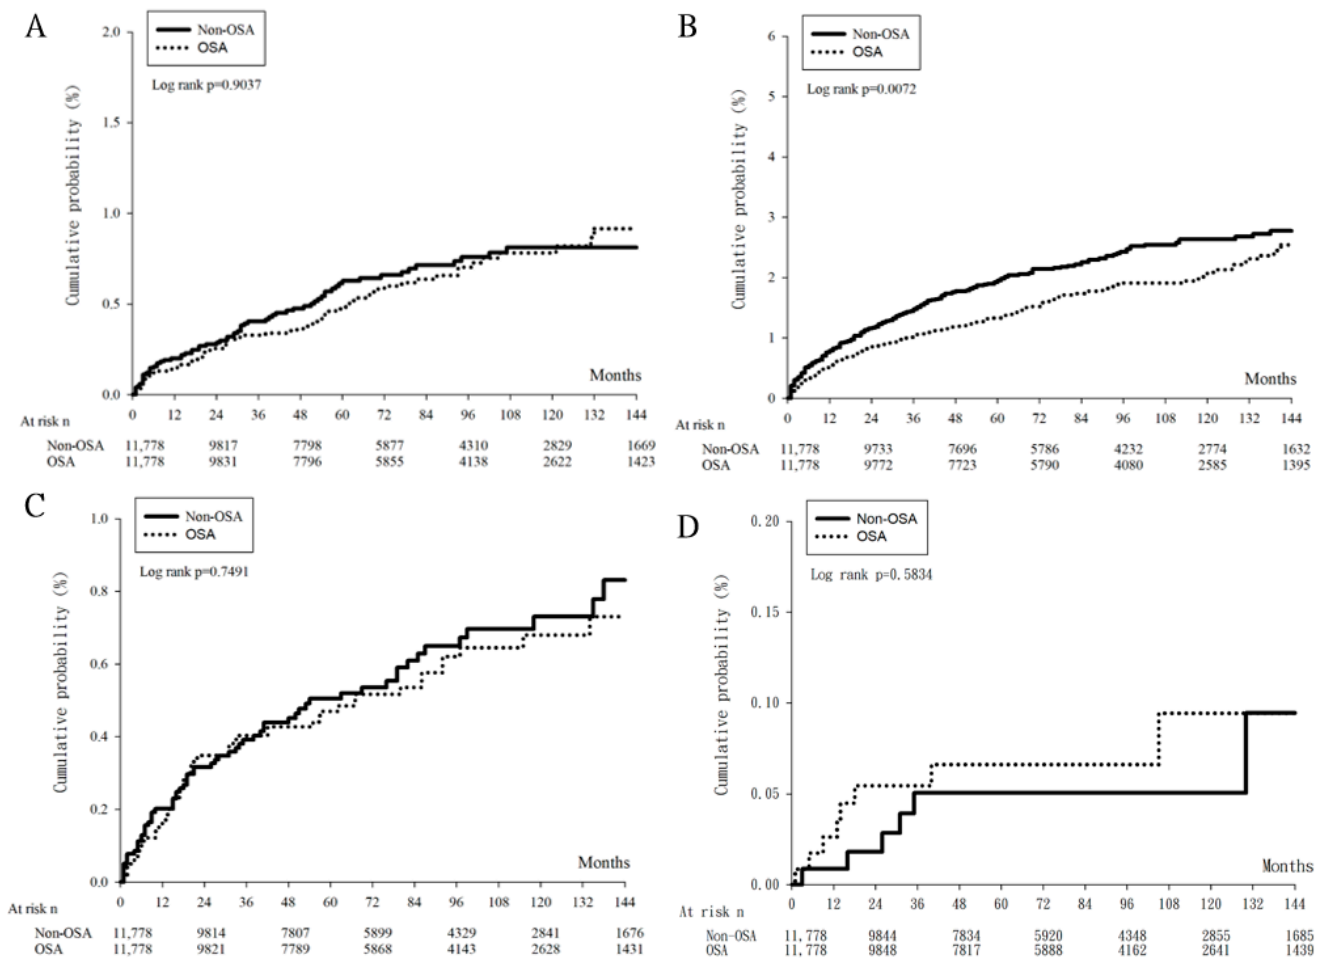 A
Non-OSA
OSA
Log rank p=0.9037
Cumulative probability (%)
2.0
1.5
1.0
0.5
0.0
Months
0 12 24 36 48 60 72 84 96 108 120 132 144
At risk n
Non-OSA 11,778 9817 7798 5877 4310 2829 1669
OSA 11,778 9831 7796 5855 4138 2622 1423
B
Non-OSA
OSA
Log rank p=0.0072
Cumulative probability (%)
6
5
4
3
2
1
0
Months
0 12 24 36 48 60 72 84 96 108 120 132 144
At risk n
Non-OSA 11,778 9733 7696 5786 4232 2774 1632
OSA 11,778 9772 7723 5790 4080 2585 1395
C
Non-OSA
OSA
Log rank p=0.7491
Cumulative probability (%)
1.0
0.8
0.6
0.4
0.2
0.0
Months
0 12 24 36 48 60 72 84 96 108 120 132 144
At risk n
Non-OSA 11,778 9814 7807 5899 4329 2841 1676
OSA 11,778 9821 7789 5868 4143 2628 1431
D
Non-OSA
OSA
Log rank p=0.5834
Cumulative probability (%)
0.20
0.15
0.10
0.05
0.00
Months
0 12 24 36 48 60 72 84 96 108 120 132 144
At risk n
Non-OSA 11,778 9844 7834 5920 4348 2855 1685
OSA 11,778 9848 7817 5888 4162 2641 1439